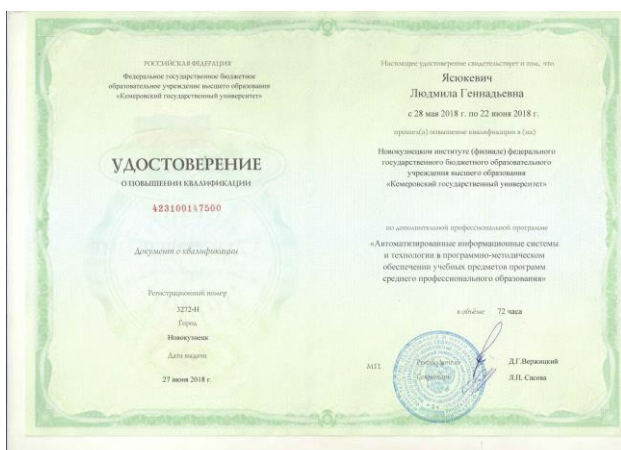 РОССИЙСКАЯ ФЕДЕРАЦИЯ
Федеральное государственное бюджетное
образовательное учреждение высшего образования
«Кемеровский государственный университет»
УДОСТОВЕРЕНИЕ
О ПОВЫШЕНИИ КВАЛИФИКАЦИИ
423100147500
Документ о квалификации
Регистрационный номер
3272-Н
Город
Новокузнецк
Дата выдачи
27 июня 2018 г.
Настоящее удостоверение свидетельствует о том, что
Ясюкевич
Людмила Геннадьевна
с 28 мая 2018 г. по 22 июня 2018 г.
прошел(а) повышение квалификации в (на)
Новокузнецком институте (филиале) федерального
государственного бюджетного образовательного
учреждения высшего образования
«Кемеровский государственный университет»
по дополнительной профессиональной программе
«Автоматизированные информационные системы
и технологии в программно-методическом
обеспечении учебных предметов программ
среднего профессионального образования»
в объёме 72 часа
М.П.
Руководитель Д.Г.Вержицкий
Секретарь Л.П. Сасова